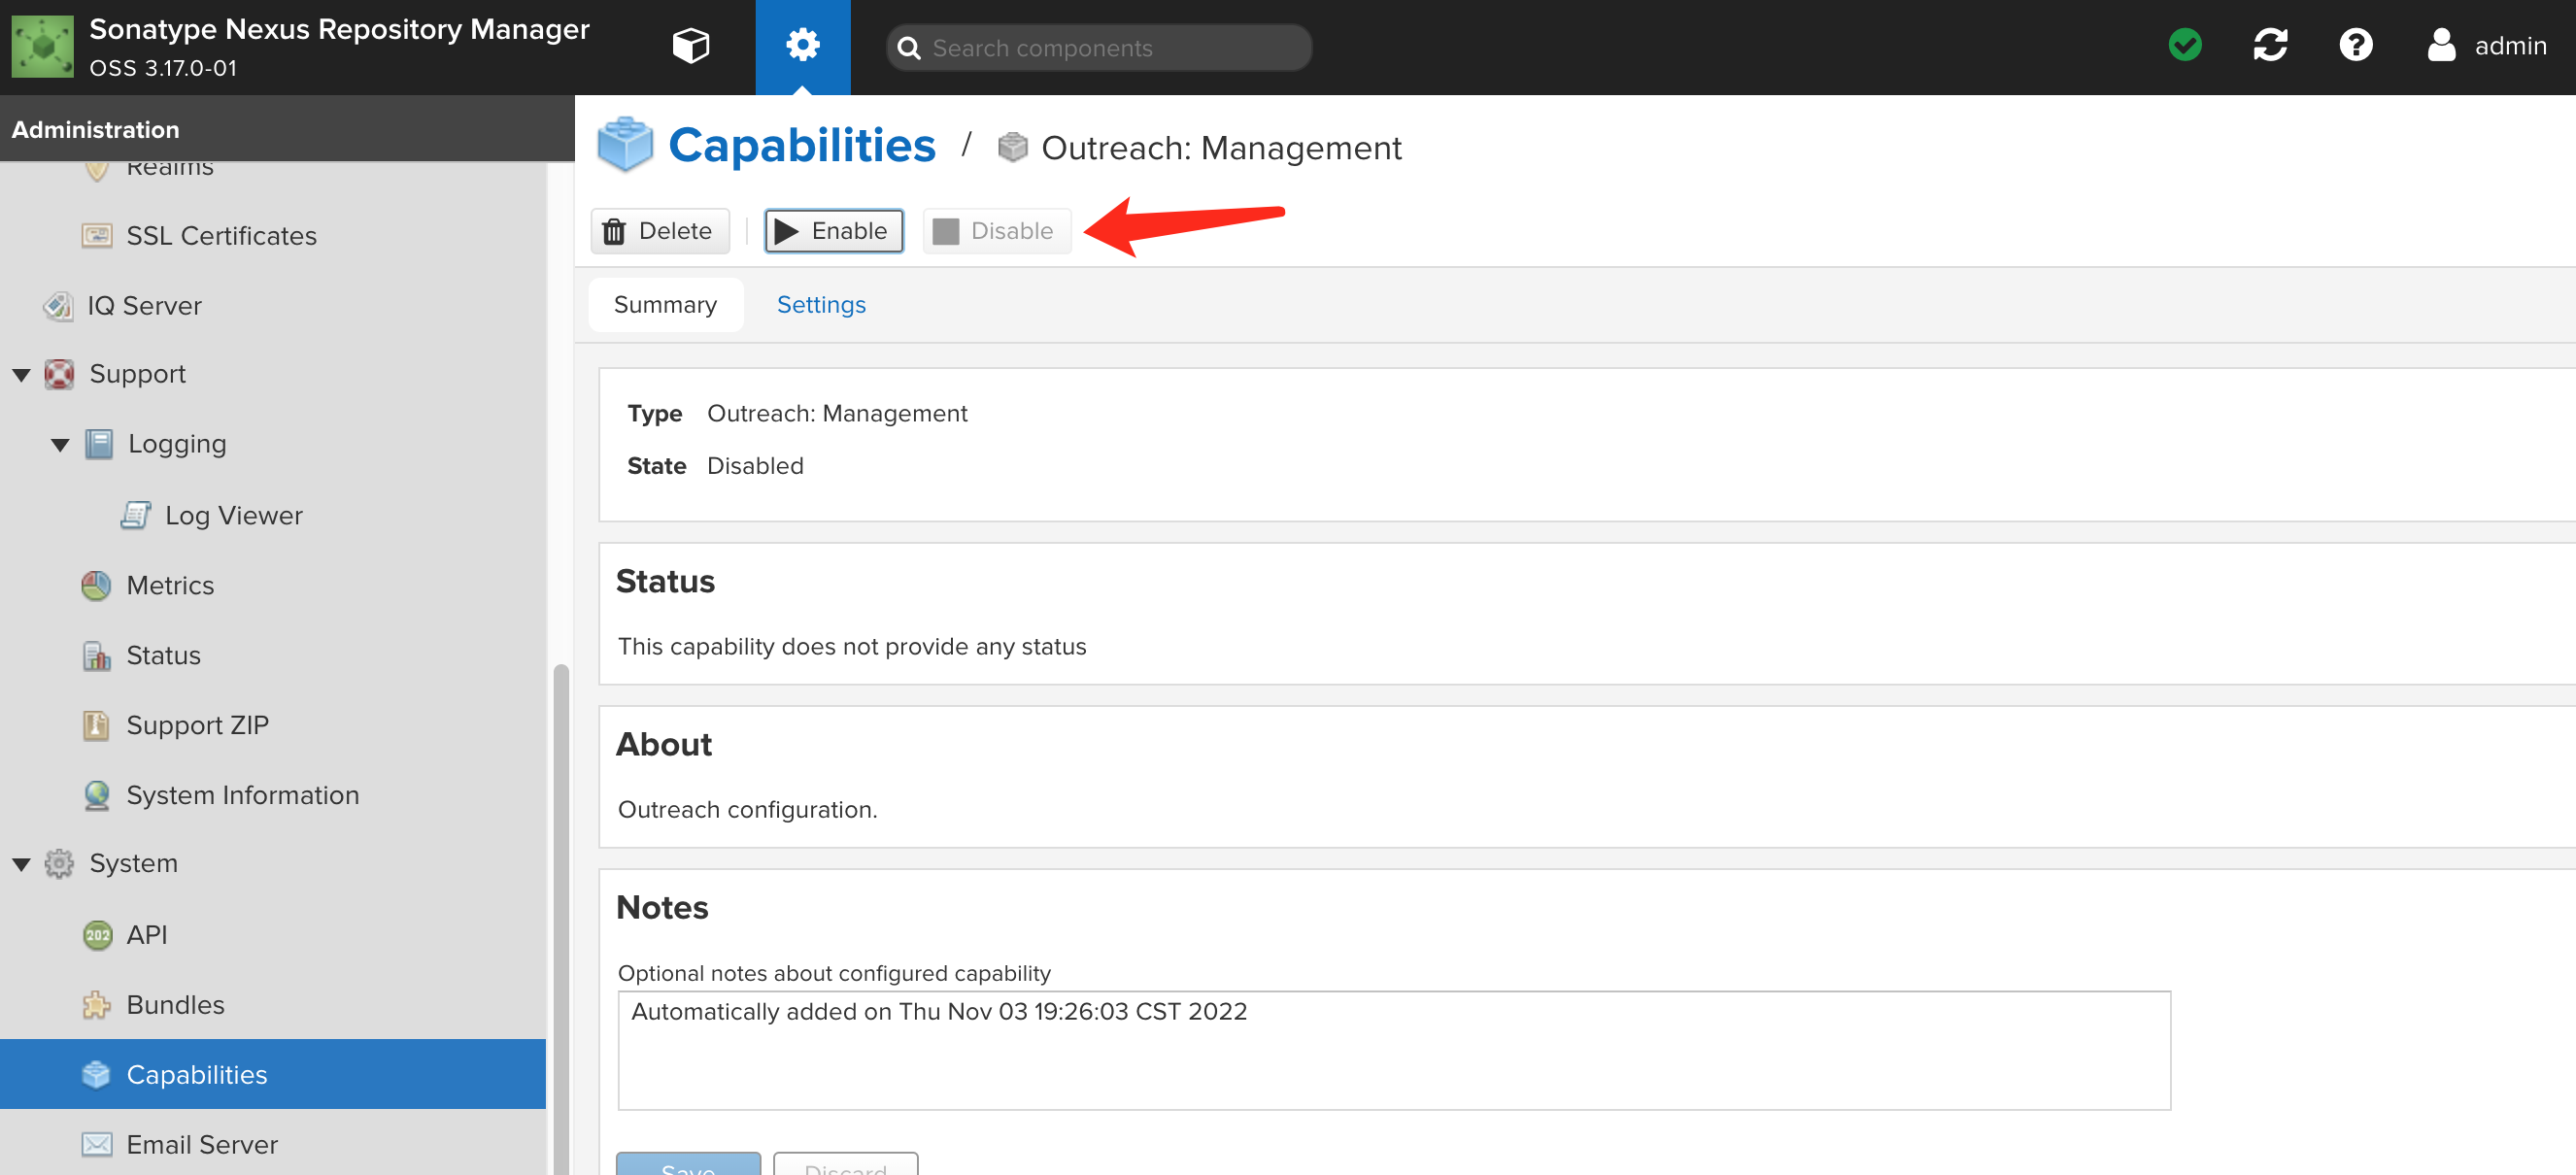 Sonatype Nexus Repository Manager
OSS 3.17.0-01
Search components
admin
Administration
Realms
SSL Certificates
IQ Server
Support
Logging
Log Viewer
Metrics
Status
Support ZIP
System Information
System
202
API
Bundles
Capabilities
Email Server
Capabilities / Outreach: Management
Delete
Enable
Disable
Summary
Settings
Type Outreach: Management
State Disabled
Status
This capability does not provide any status
About
Outreach configuration.
Notes
Optional notes about configured capability
Automatically added on Thu Nov 03 19:26:03 CST 2022
Save
Discard